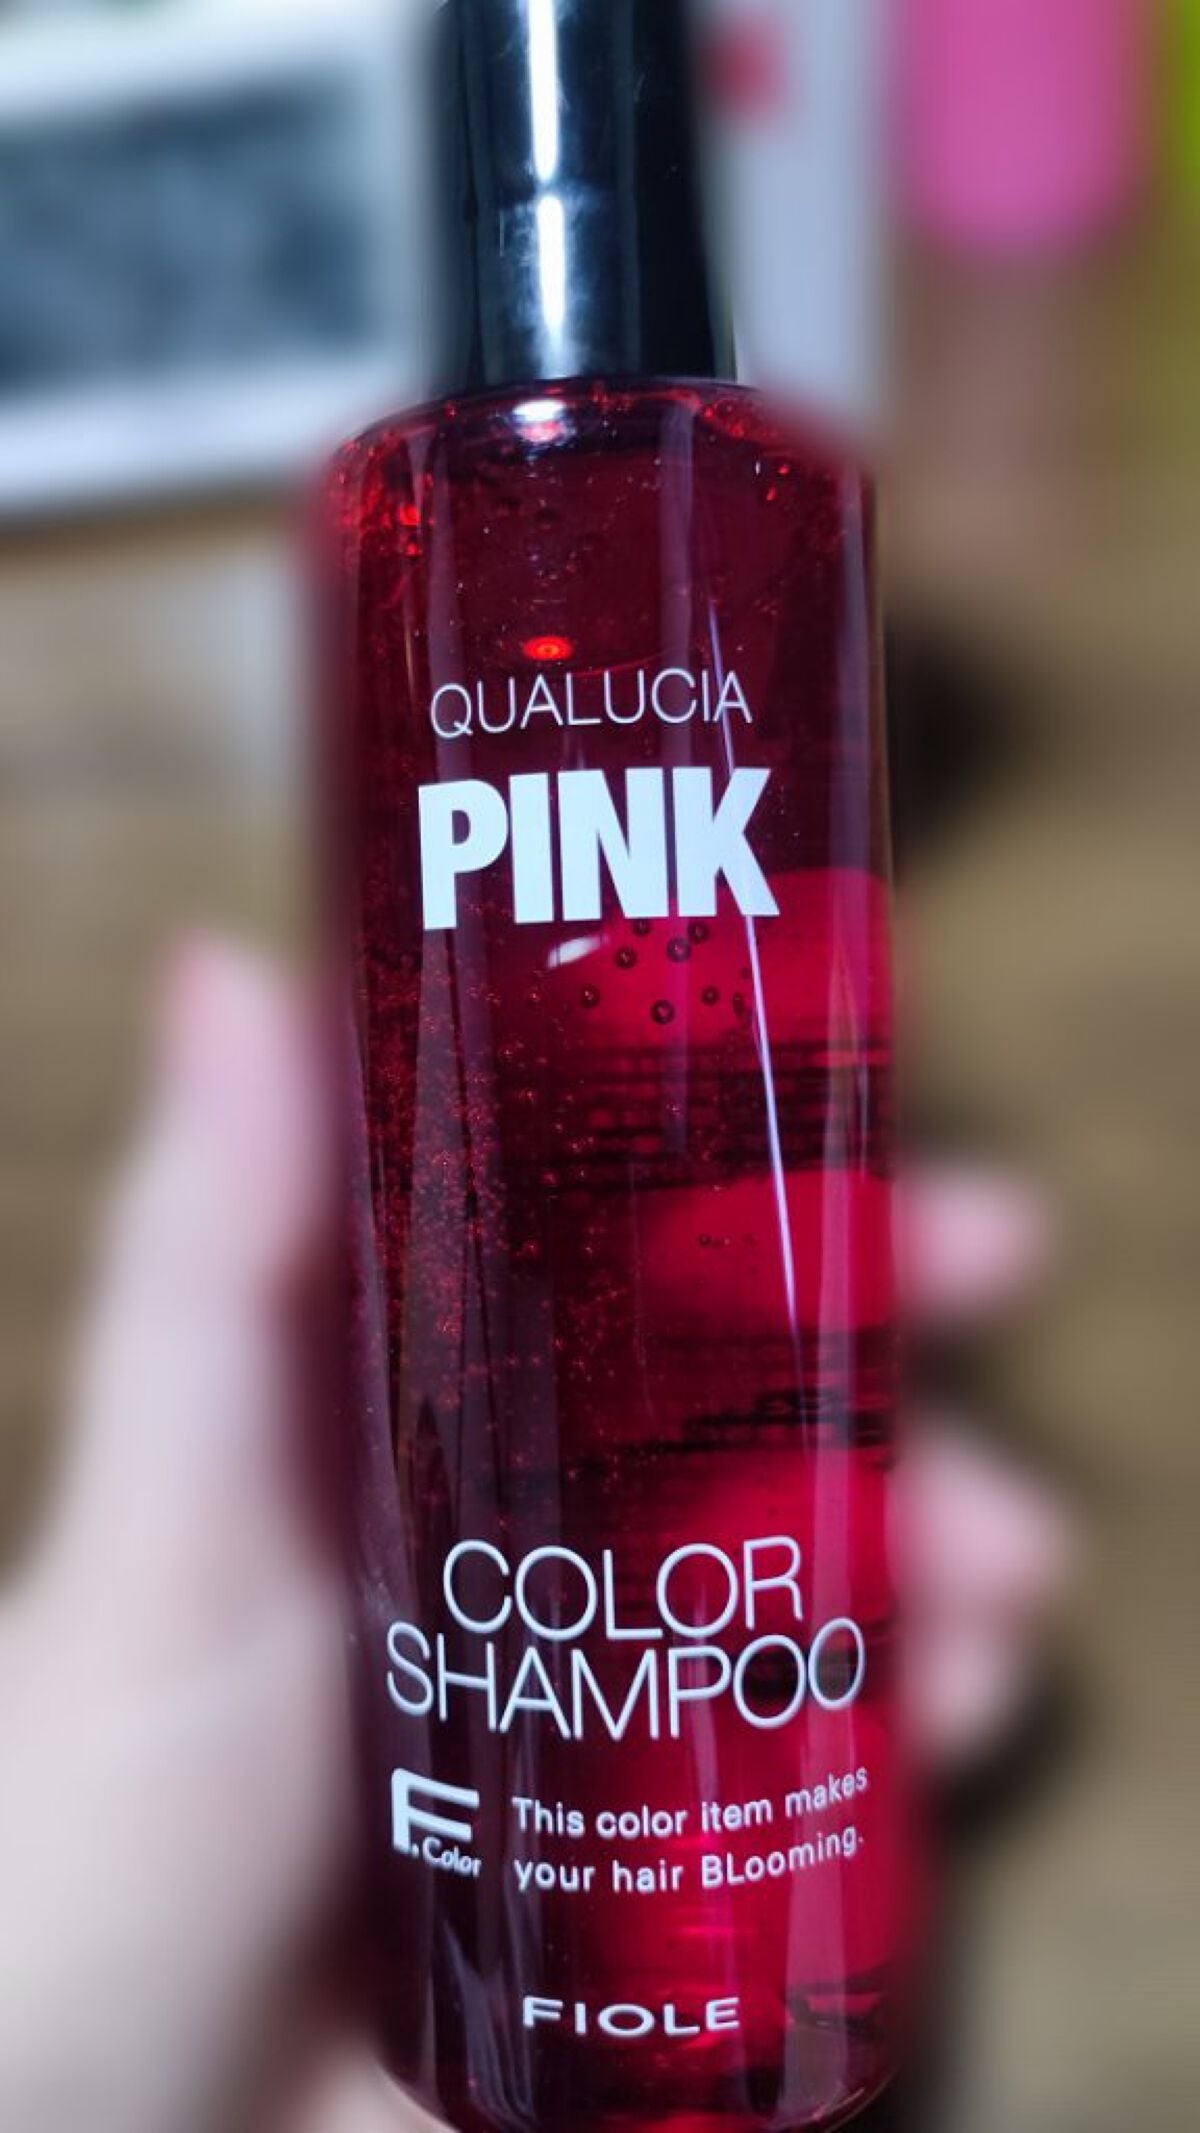 QUALUCIA
PINK
COLOR
SHAMPOO
F.Color
This color item makes
your hair BLooming.
FIOLE